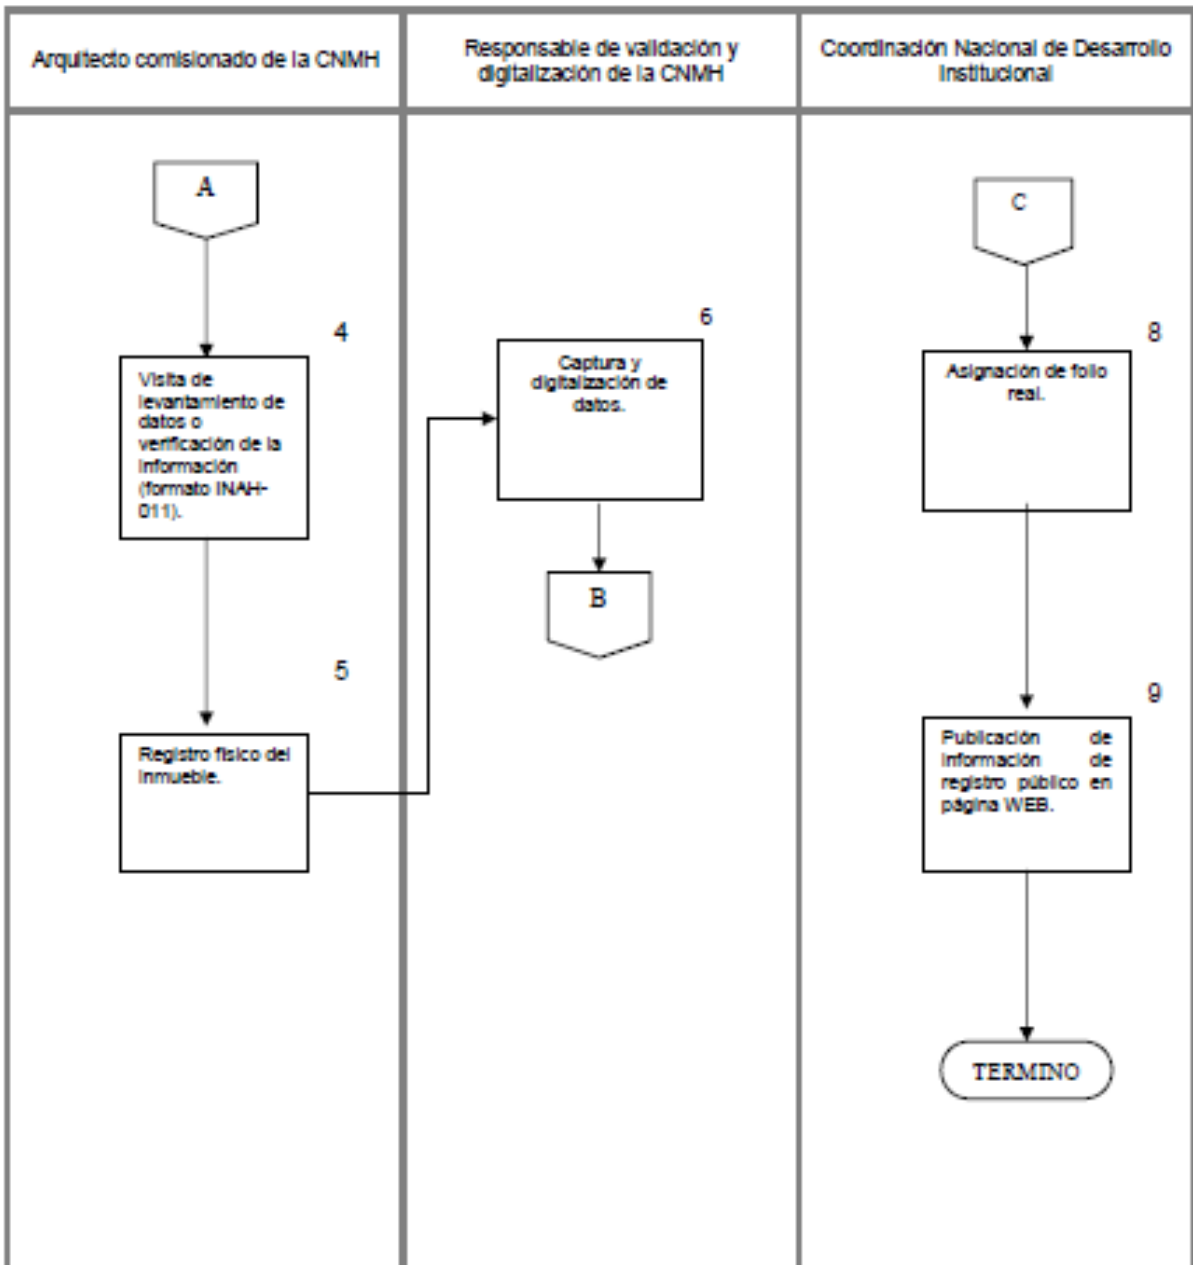 Arquitecto comisionado de la CNMH
Responsable de validación y
digitalización de la CNMH
Coordinación Nacional de Desarrollo
Institucional
A
4
Visita de
levantamiento de
datos o
verificación de la
información
(formato INAH-
011).
5
Registro físico del
inmueble.
6
Captura y
digitalización de
datos.
B
C
8
Asignación de folio
real.
9
Publicación de
información de
registro público en
página WEB.
TERMINO